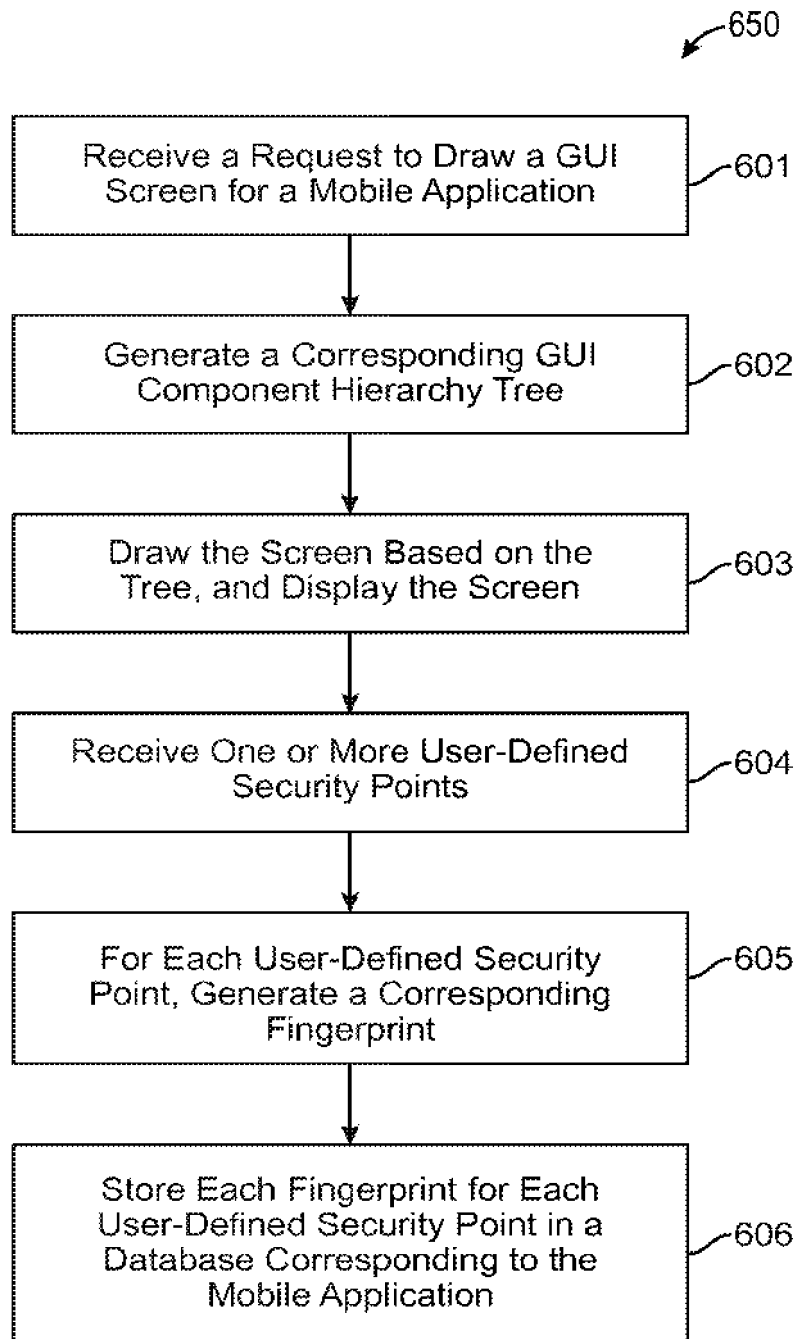 650
Receive a Request to Draw a GUI
Screen for a Mobile Application
601
Generate a Corresponding GUI
Component Hierarchy Tree
602
Draw the Screen Based on the
Tree, and Display the Screen
603
Receive One or More User-Defined
Security Points
604
For Each User-Defined Security
Point, Generate a Corresponding
Fingerprint
605
Store Each Fingerprint for Each
User-Defined Security Point in a
Database Corresponding to the
Mobile Application
606